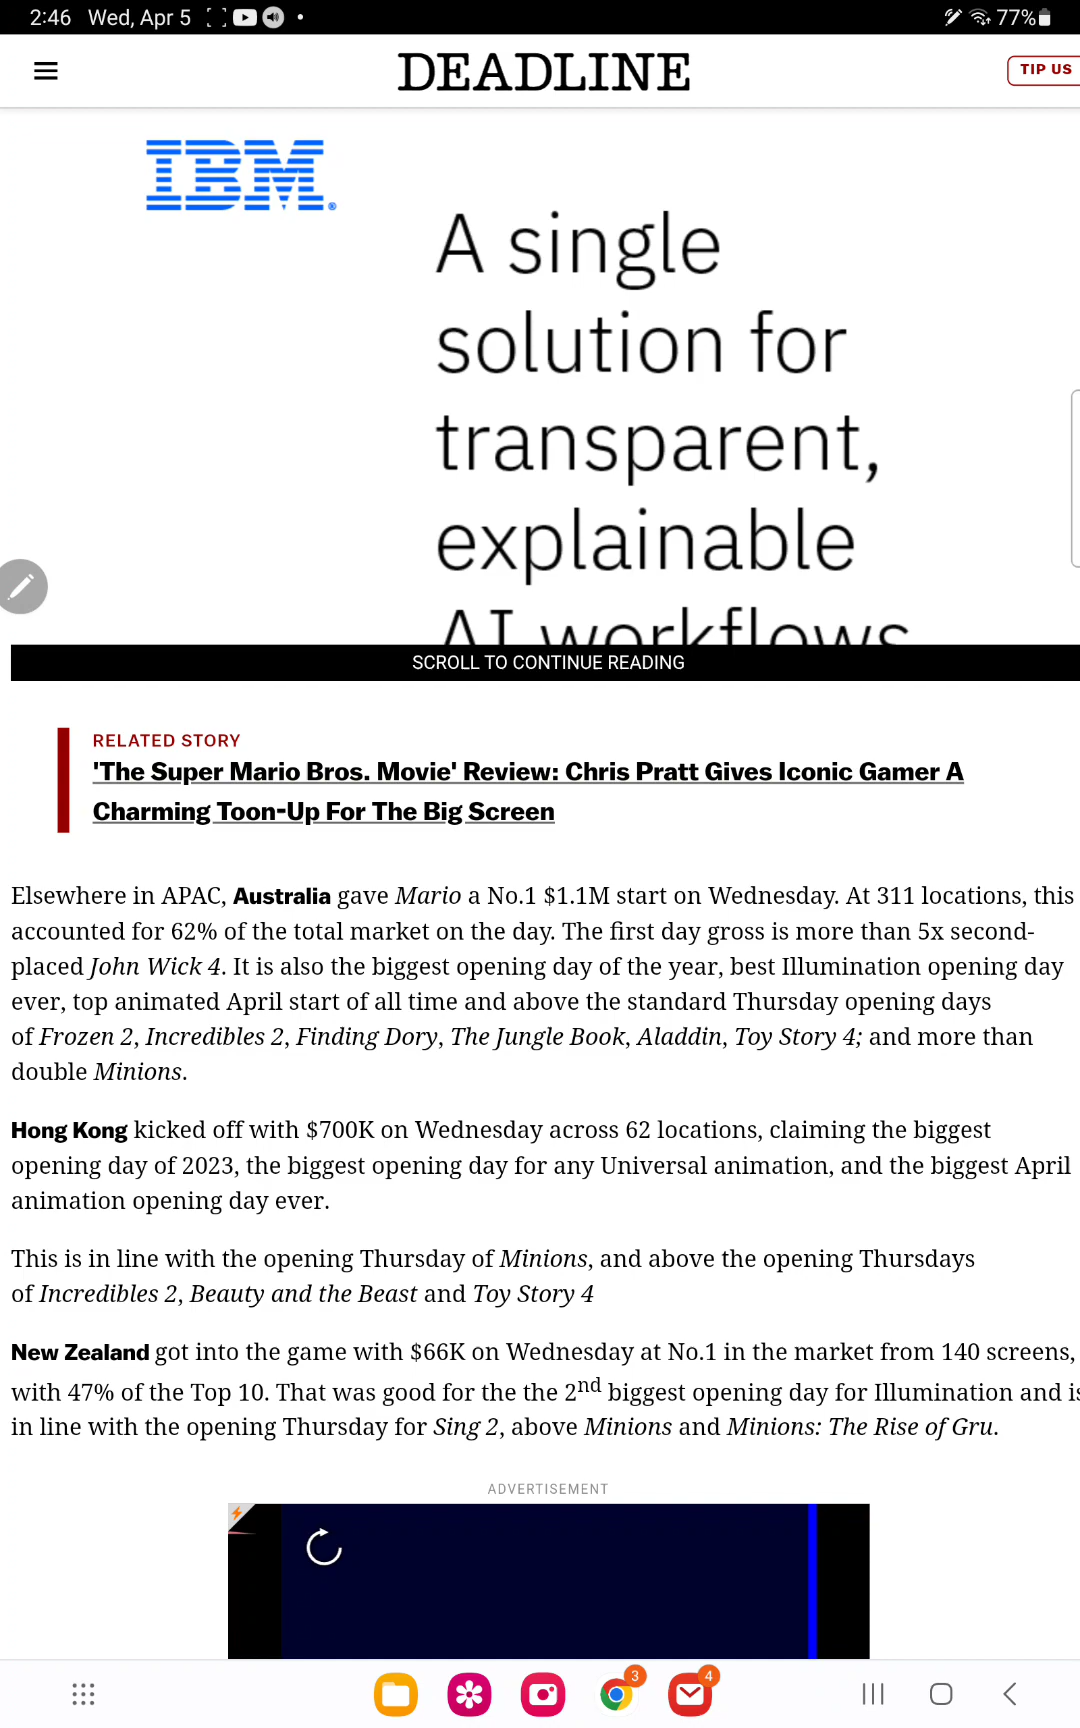 2:46 Wed, Apr 5 77%
DEADLINE
TIP US
IBM®
A single
solution for
transparent,
explainable
AI workflows
SCROLL TO CONTINUE READING
RELATED STORY
'The Super Mario Bros. Movie' Review: Chris Pratt Gives Iconic Gamer A
Charming Toon-Up For The Big Screen
Elsewhere in APAC, Australia gave Mario a No.1 $1.1M start on Wednesday. At 311 locations, this
accounted for 62% of the total market on the day. The first day gross is more than 5x second-
placed John Wick 4. It is also the biggest opening day of the year, best Illumination opening day
ever, top animated April start of all time and above the standard Thursday opening days
of Frozen 2, Incredibles 2, Finding Dory, The Jungle Book, Aladdin, Toy Story 4; and more than
double Minions.
Hong Kong kicked off with $700K on Wednesday across 62 locations, claiming the biggest
opening day of 2023, the biggest opening day for any Universal animation, and the biggest April
animation opening day ever.
This is in line with the opening Thursday of Minions, and above the opening Thursdays
of Incredibles 2, Beauty and the Beast and Toy Story 4
New Zealand got into the game with $66K on Wednesday at No.1 in the market from 140 screens,
with 47% of the Top 10. That was good for the the 2nd biggest opening day for Illumination and is
in line with the opening Thursday for Sing 2, above Minions and Minions: The Rise of Gru.
ADVERTISEMENT
3 4